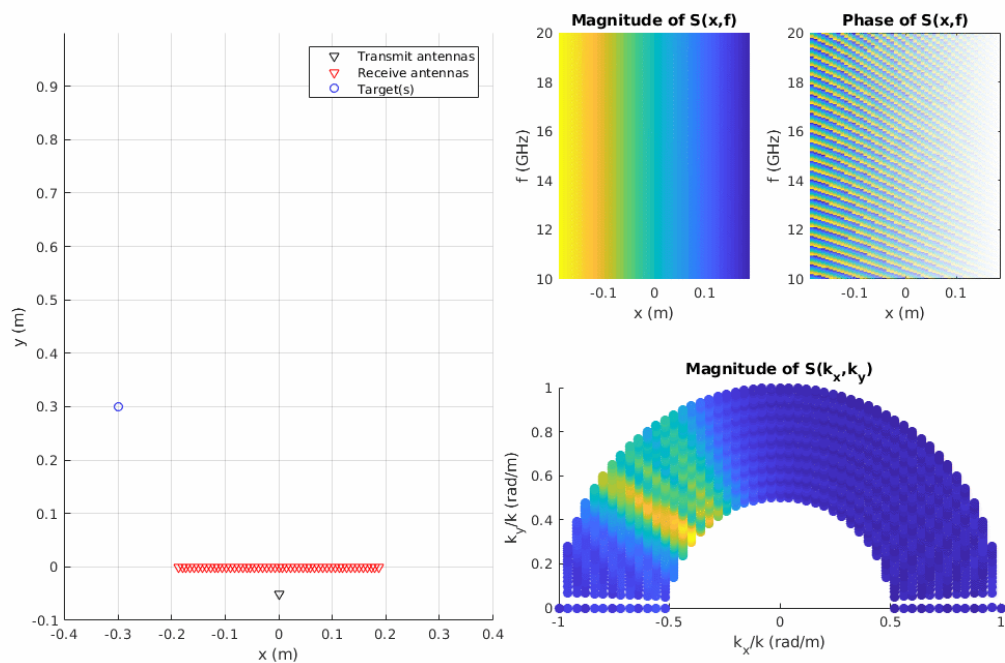 Transmit antennas
Receive antennas
Target(s)
y (m)
0.9
0.8
0.7
0.6
0.5
0.4
0.3
0.2
0.1
0
-0.1
-0.4 -0.3 -0.2 -0.1 0 0.1 0.2 0.3 0.4
x (m)
Magnitude of S(x,f)
f (GHz)
20
18
16
14
12
10
-0.1 0 0.1
x (m)
Phase of S(x,f)
f (GHz)
20
18
16
14
12
10
-0.1 0 0.1
x (m)
Magnitude of S(kx,ky)
ky/k (rad/m)
1
0.8
0.6
0.4
0.2
0
-1 -0.5 0 0.5 1
kx/k (rad/m)